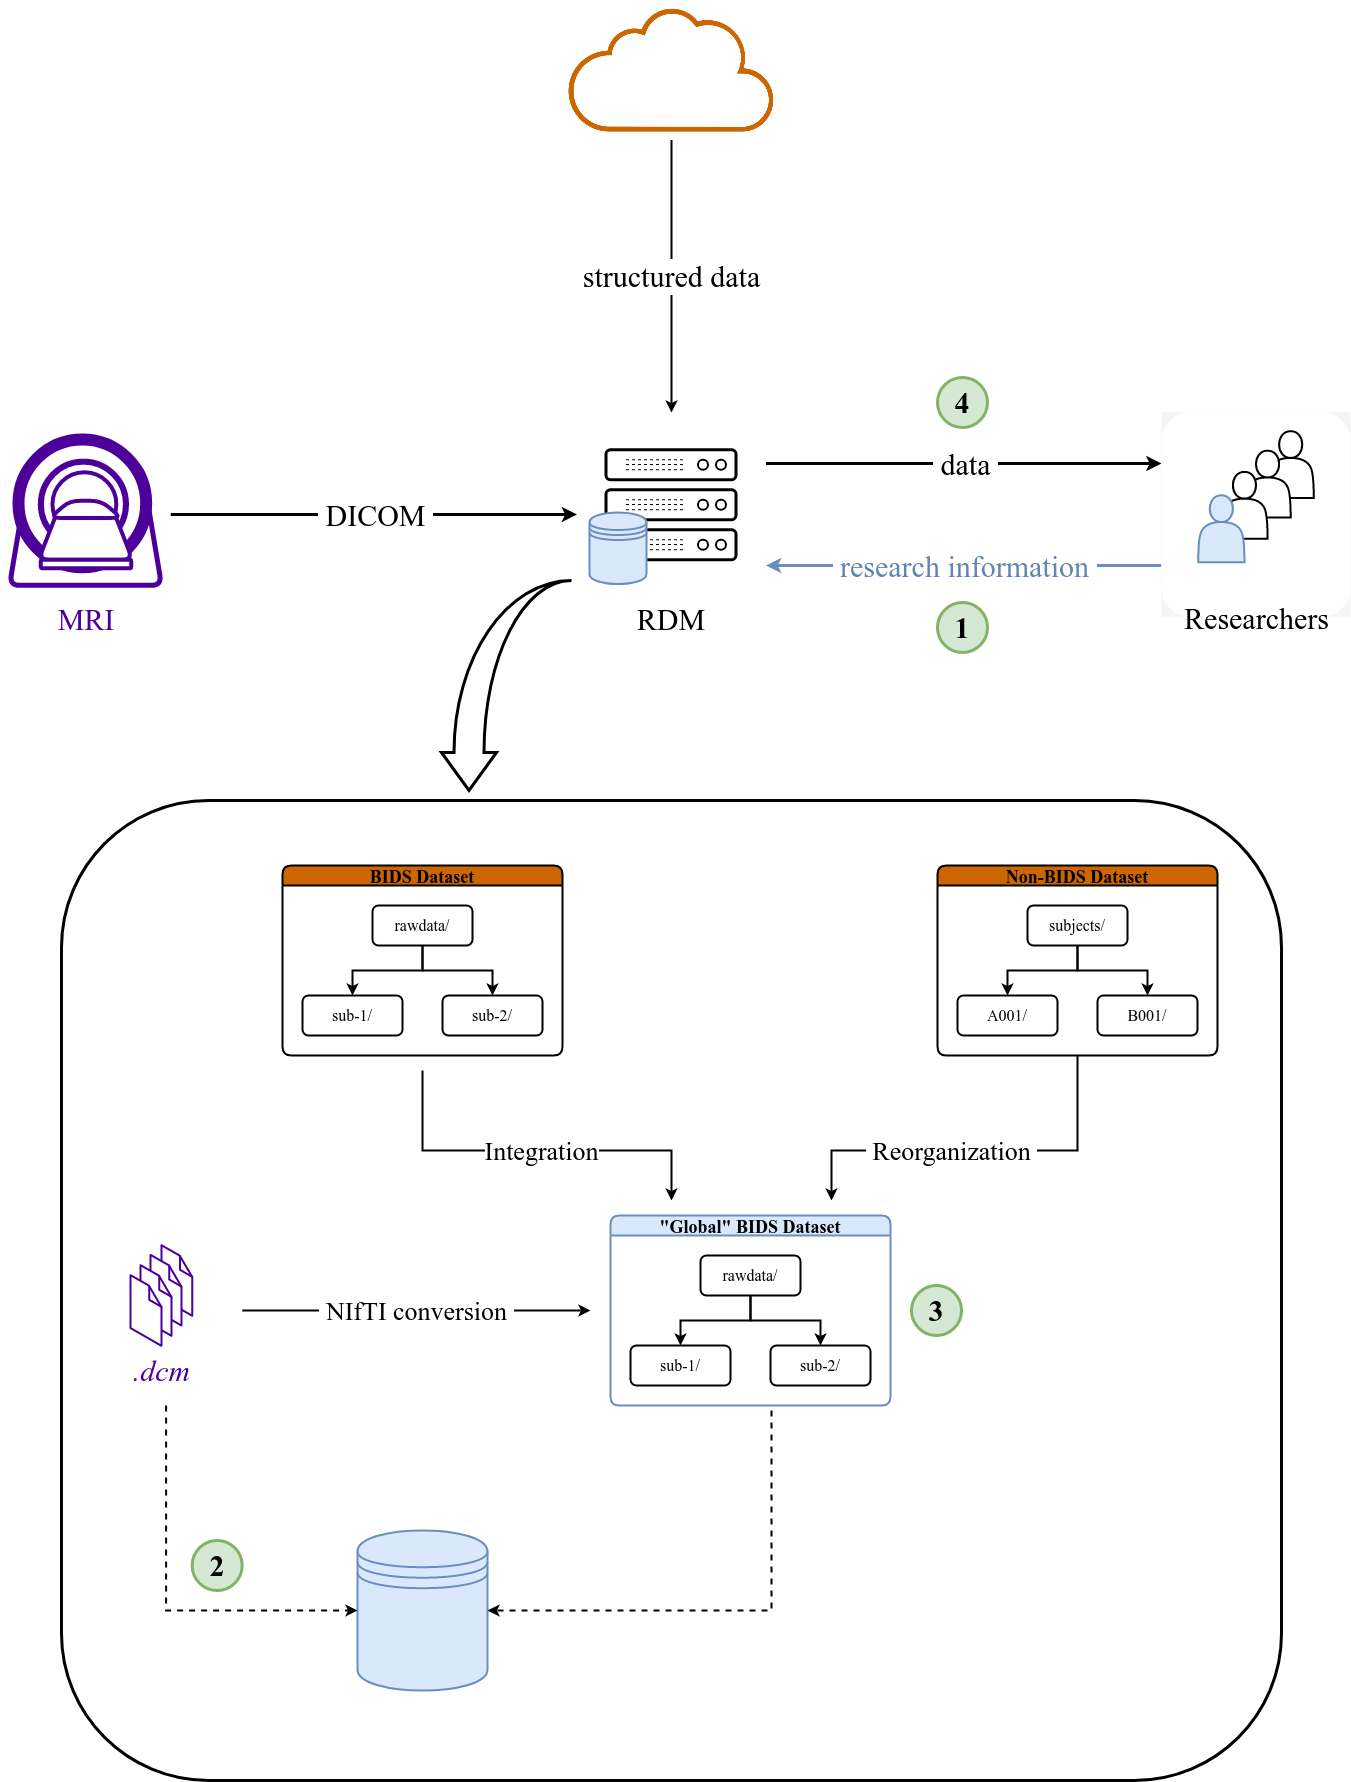 structured data
4
data
DICOM
research information
MRI
RDM
1
Researchers
BIDS Dataset
rawdata/
sub-1/
sub-2/
Non-BIDS Dataset
subjects/
A001/
B001/
Integration
Reorganization
"Global" BIDS Dataset
rawdata/
sub-1/
sub-2/
NIfTI conversion
3
.dcm
2